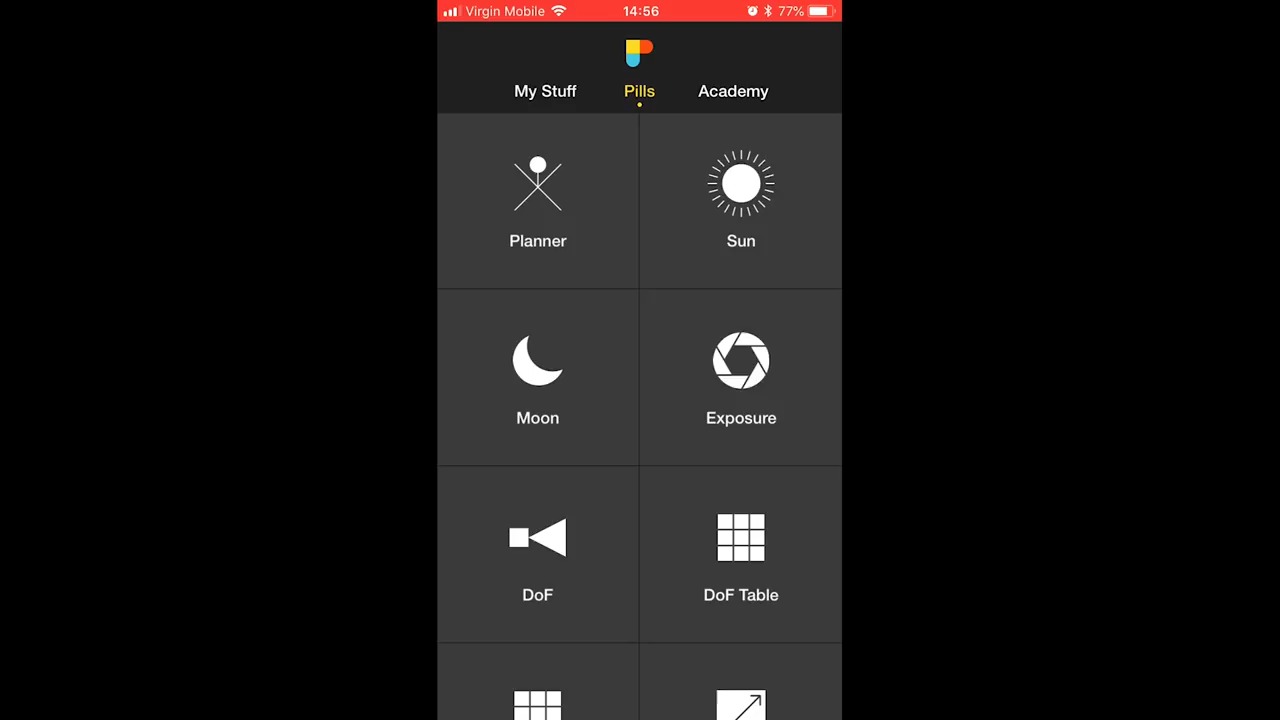 Virgin Mobile 14:56 77%
My Stuff Pills Academy
Planner Sun
Moon Exposure
DoF DoF Table